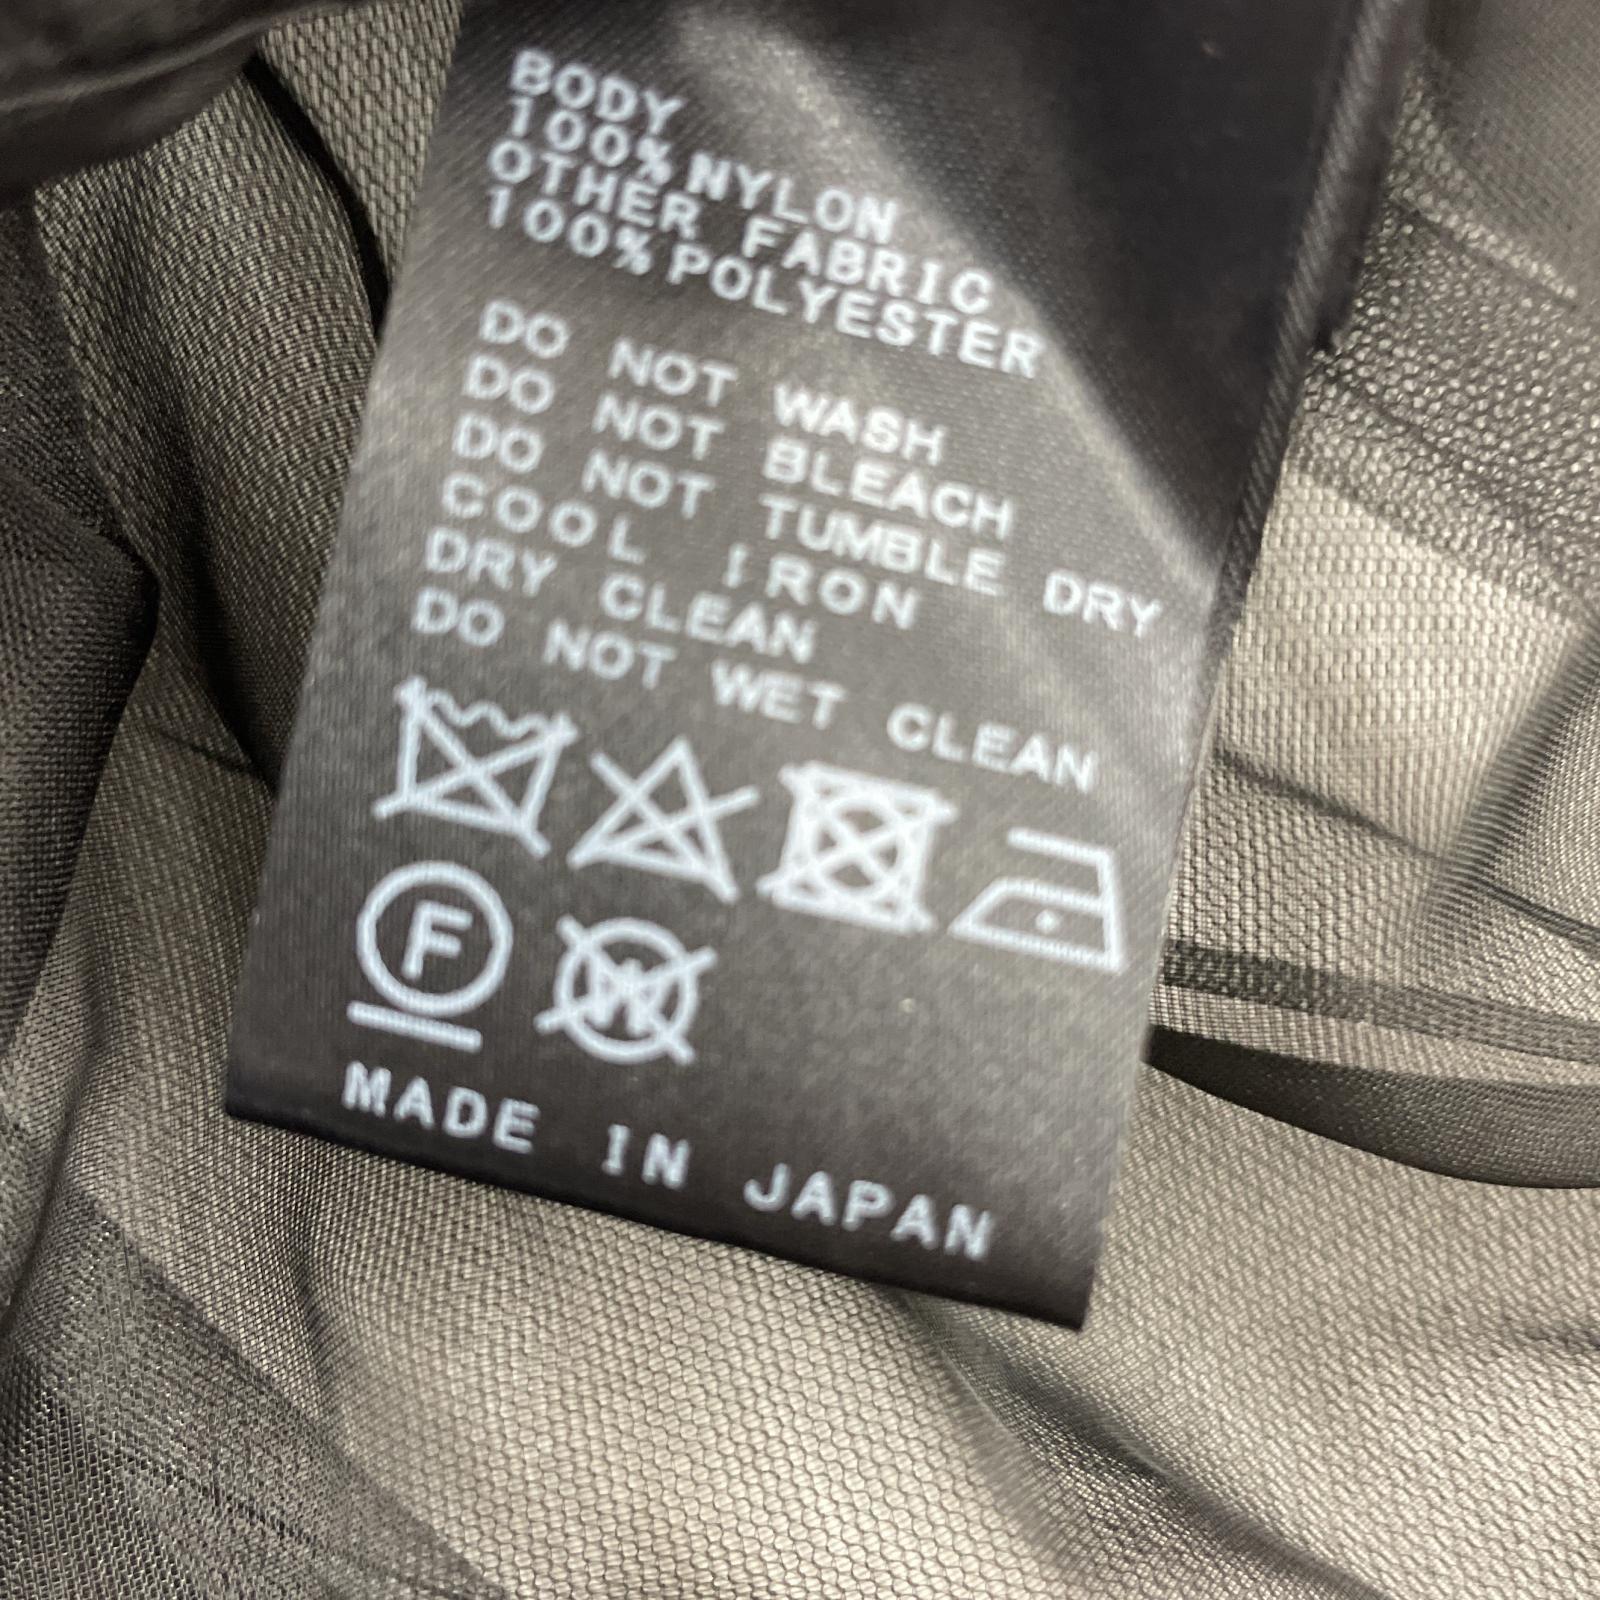 BODY
100% NYLON
OTHER FABRIC
100% POLYESTER
DO NOT WASH
DO NOT BLEACH
DO NOT TUMBLE DRY
COOL IRON
DRY CLEAN
DO NOT WET CLEAN
F W
MADE IN JAPAN